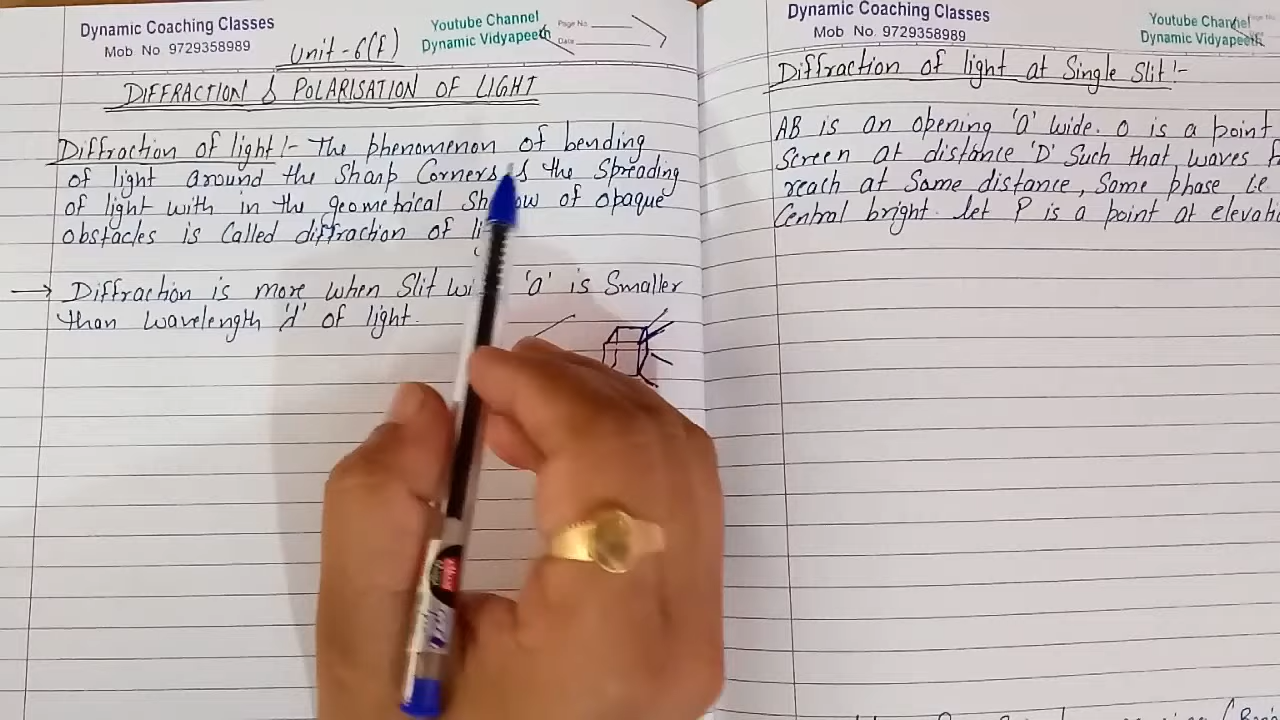 Dynamic Coaching Classes
Mob No 9729358989
Youtube Channel
Dynamic Vidyapeeth
Page No.
Date
Unit-6(f)
DIFFRACTION & POLARISATION OF LIGHT
Diffraction of light!- The phenomenon of bending
of light around the Sharp Corners & the Spreading
of light with in the geometrical of opaque
obstacles is Called diffraction of
→ Diffraction is more when Slit 'a' is Smaller
than wavelength 'λ' of light.
Dynamic Coaching Classes
Mob No. 9729358989
Youtube Channel
Dynamic Vidyapeeth
Diffraction of light at Single Slit!-
AB is an opening 'a' wide. O is a point
Screen at distance 'D' Such that, waves
reach at Same distance, Same phase i.e.
Central bright. let P is a point at